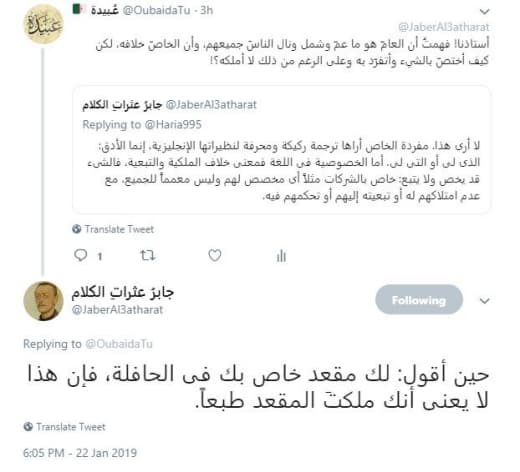 عُبيدة @OubaidaTu · 3h
@JaberAl3atharat
أستاذنا! فهمتُ أن العامّ هو ما عمّ وشمل ونال الناسَ جميعهم، وأن الخاصّ خلافه، لكن
كيف أختصّ بالشيء وأتفرّد به وعلى الرغم من ذلك لا أملكه؟!
جابرُ عثراتِ الكلام @JaberAl3atharat
Replying to @Haria995
لا أرى هذا، مفردة الخاص أراها ترجمة ركيكة ومحرفة لنظيراتها الإنجليزية، إنما الأدق:
الذى لى أو التى لى. أما الخصوصية فى اللغة فمعنى خلاف الملكية والتبعية، فالشىء
قد يخص ولا يتبع: خاص بالشركات مثلاً أى مخصص لهم وليس معمماً للجميع، مع
عدم امتلاكهم له أو تبعيته إليهم أو تحكمهم فيه.
Translate Tweet
1
جابرُ عثراتِ الكلام
@JaberAl3atharat
Following
Replying to @OubaidaTu
حين أقول: لك مقعد خاص بك فى الحافلة، فإن هذا
لا يعنى أنك ملكتَ المقعد طبعاً.
Translate Tweet
6:05 PM - 22 Jan 2019